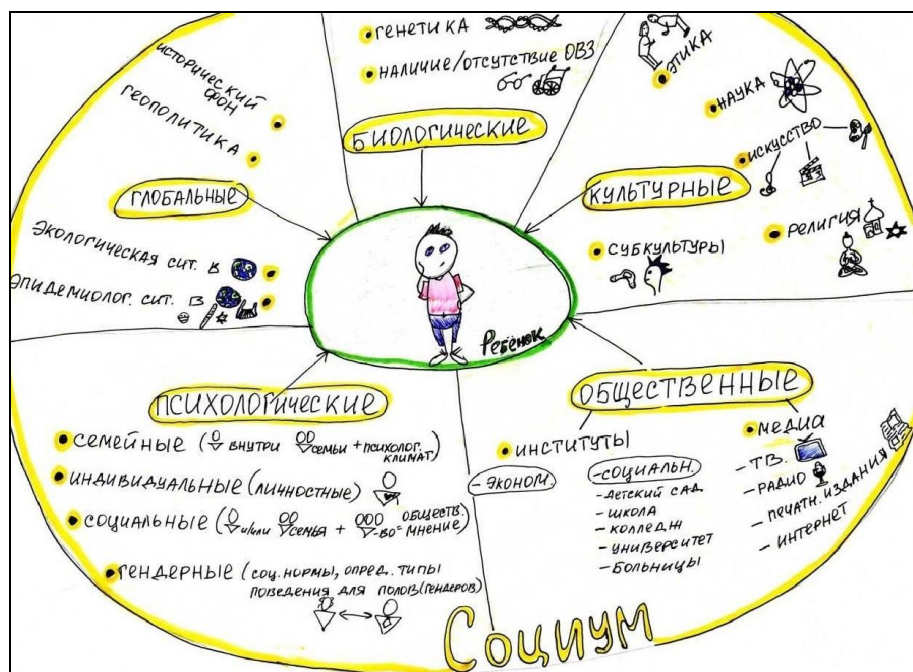 ИСТОРИЧЕСКИЙ
ФОН
ГЕОПОЛИТИКА
ГЛОБАЛЬНЫЕ
ЭКОЛОГИЧЕСКАЯ СИТ. В
ЭПИДЕМИОЛОГ. СИТ. В
ГЕНЕТИКА
НАЛИЧИЕ/ОТСУТСТВИЕ ОВЗ
БИОЛОГИЧЕСКИЕ
ЭТИКА
НАУКА
ИСКУССТВО
КУЛЬТУРНЫЕ
СУБКУЛЬТУРЫ
РЕЛИГИЯ
Ребёнок
ПСИХОЛОГИЧЕСКИЕ
СЕМЕЙНЫЕ (ВНУТРИ СЕМЬИ + ПСИХОЛОГ.
КЛИМАТ)
ИНДИВИДУАЛЬНЫЕ (ЛИЧНОСТНЫЕ)
СОЦИАЛЬНЫЕ (И/ИЛИ СЕМЬЯ + -ВО = ОБЩЕСТВ.
МНЕНИЕ)
ГЕНДЕРНЫЕ (СОЦ. НОРМЫ, ОПРЕД. ТИПЫ
ПОВЕДЕНИЯ ДЛЯ ПОЛОВ (ГЕНДЕРОВ)
ОБЩЕСТВЕННЫЕ
ИНСТИТУТЫ
- ЭКОНОМ.
- СОЦИАЛЬН.
- ДЕТСКИЙ САД
- ШКОЛА
- КОЛЛЕДЖ
- УНИВЕРСИТЕТ
- БОЛЬНИЦЫ
МЕДИА
- ТВ.
- РАДИО
- ПЕЧАТН. ИЗДАНИЯ
- ИНТЕРНЕТ
Социум